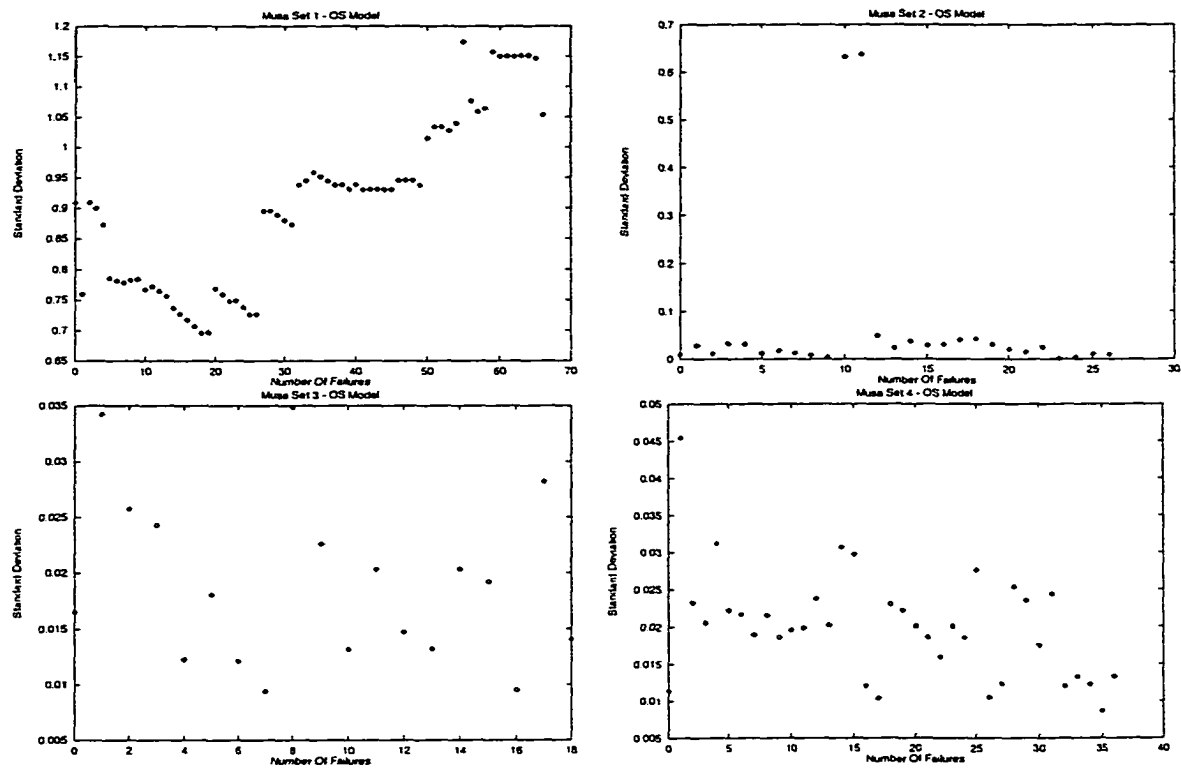 Musa Set 1 - OS Model
1.2
1.15
1.1
1.05
1
0.95
0.9
0.85
0.8
0.75
0.7
0.65
Standard Deviation
0 10 20 30 40 50 60 70
Number Of Failures
Musa Set 2 - OS Model
0.7
0.6
0.5
0.4
0.3
0.2
0.1
0
Standard Deviation
0 5 10 15 20 25 30
Number Of Failures
Musa Set 3 - OS Model
0.035
0.03
0.025
0.02
0.015
0.01
0.005
Standard Deviation
0 2 4 6 8 10 12 14 16 18
Number Of Failures
Musa Set 4 - OS Model
0.05
0.045
0.04
0.035
0.03
0.025
0.02
0.015
0.01
0.005
Standard Deviation
0 5 10 15 20 25 30 35 40
Number Of Failures